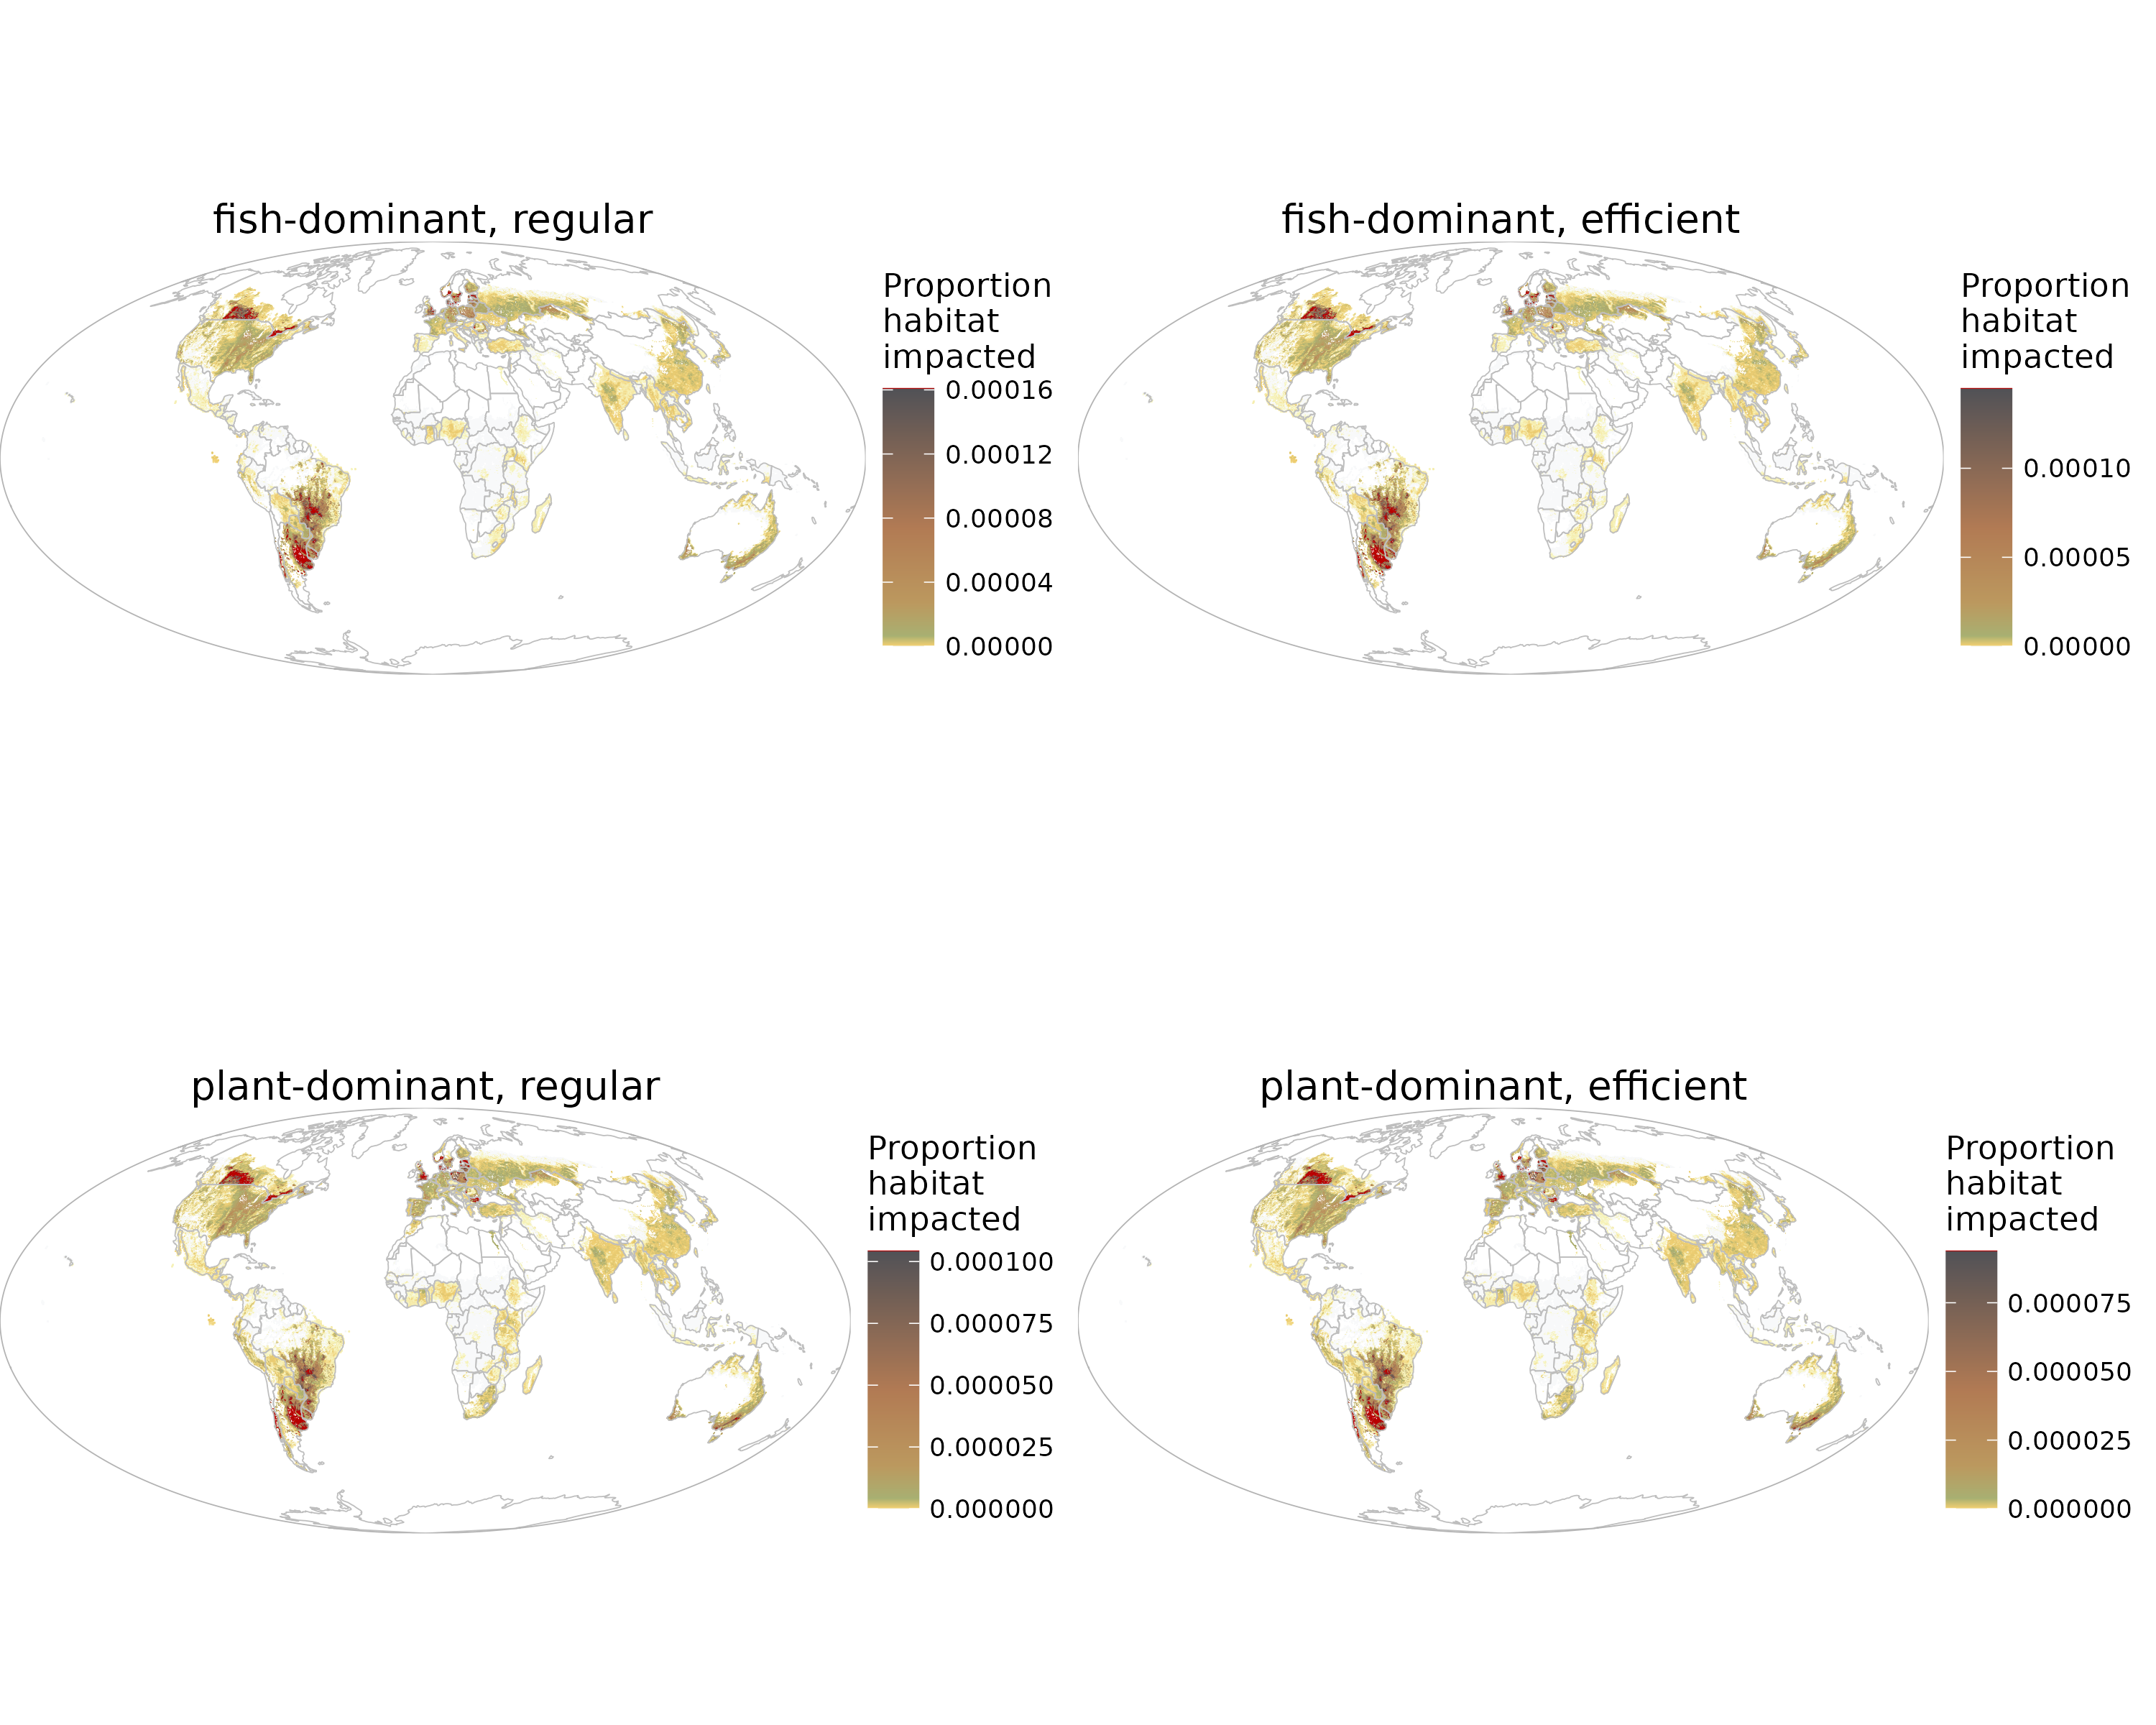 fish-dominant, regular
Proportion
habitat
impacted
0.00016
0.00012
0.00008
0.00004
0.00000
fish-dominant, efficient
Proportion
habitat
impacted
0.00010
0.00005
0.00000
plant-dominant, regular
Proportion
habitat
impacted
0.000100
0.000075
0.000050
0.000025
0.000000
plant-dominant, efficient
Proportion
habitat
impacted
0.000075
0.000050
0.000025
0.000000